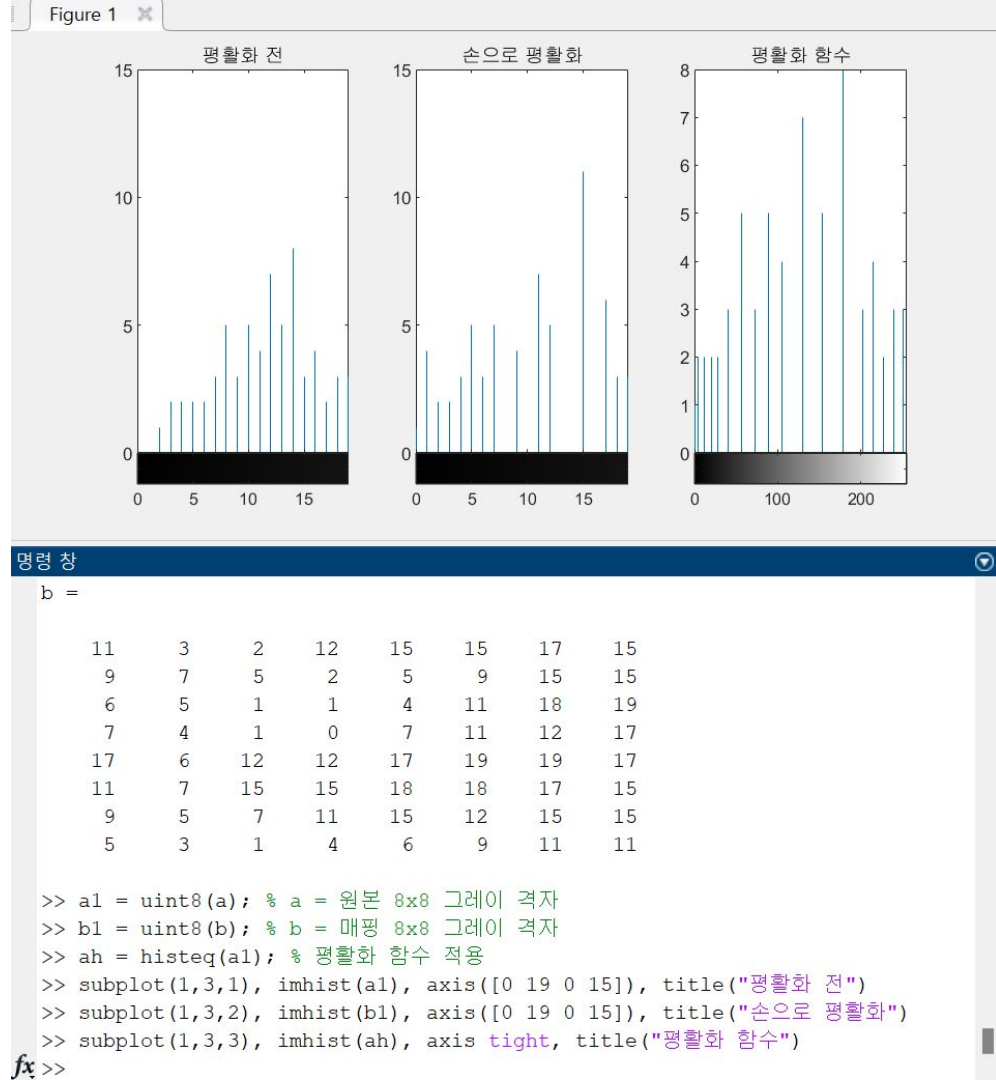 Figure 1
평활화 전
손으로 평활화
평활화 함수
15
10
5
0
0 5 10 15
15
10
5
0
0 5 10 15
8
7
6
5
4
3
2
1
0
0 100 200
명령 창
b =
11 3 2 12 15 15 17 15
9 7 5 2 5 9 15 15
6 5 1 1 4 11 18 19
7 4 1 0 7 11 12 17
17 6 12 12 17 19 19 17
11 7 15 15 18 18 17 15
9 5 7 11 15 12 15 15
5 3 1 4 6 9 11 11
>> a1 = uint8(a); % a = 원본 8x8 그레이 격자
>> b1 = uint8(b); % b = 매핑 8x8 그레이 격자
>> ah = histeq(a1); % 평활화 함수 적용
>> subplot(1,3,1), imhist(a1), axis([0 19 0 15]), title("평활화 전")
>> subplot(1,3,2), imhist(b1), axis([0 19 0 15]), title("손으로 평활화")
>> subplot(1,3,3), imhist(ah), axis tight, title("평활화 함수")
fx >>